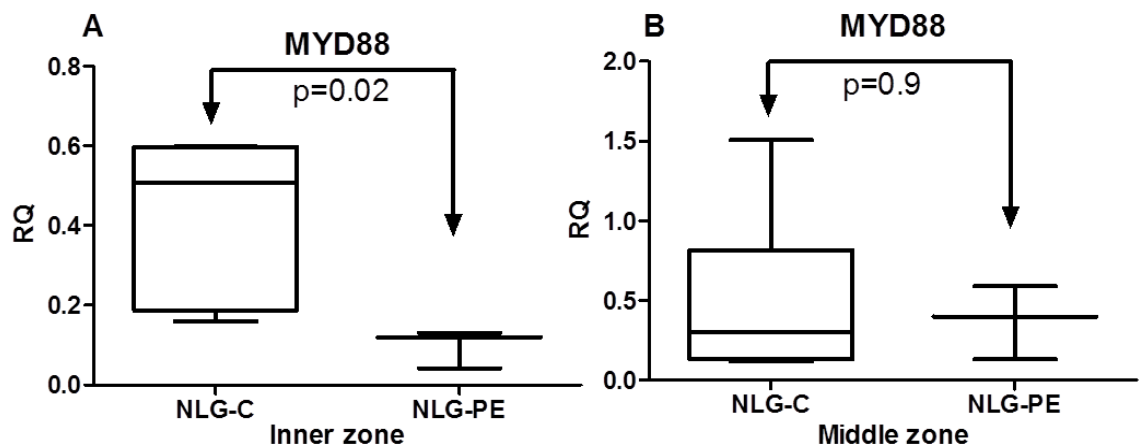 A
MYD88
p=0.02
0.8
0.6
0.4
0.2
0.0
RQ
NLG-C NLG-PE
Inner zone
B
MYD88
p=0.9
2.0
1.5
1.0
0.5
0.0
RQ
NLG-C NLG-PE
Middle zone